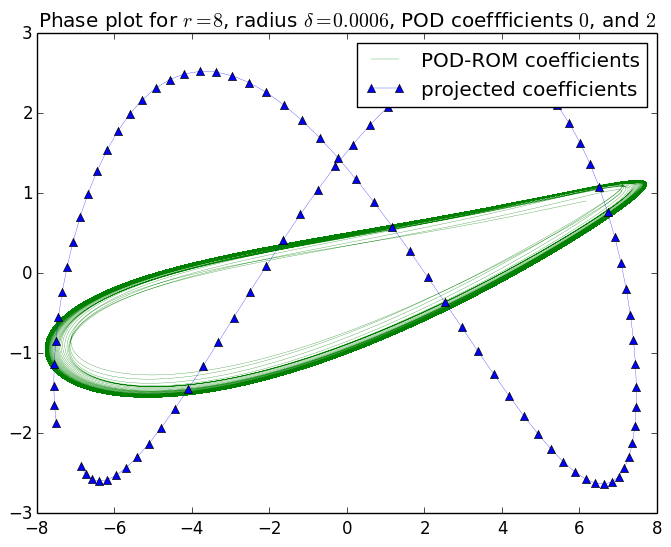 Phase plot for r = 8, radius δ = 0.0006, POD coeffficients 0, and 2
POD-ROM coefficients
projected coefficients
3
2
1
0
−1
−2
−3
−8 −6 −4 −2 0 2 4 6 8